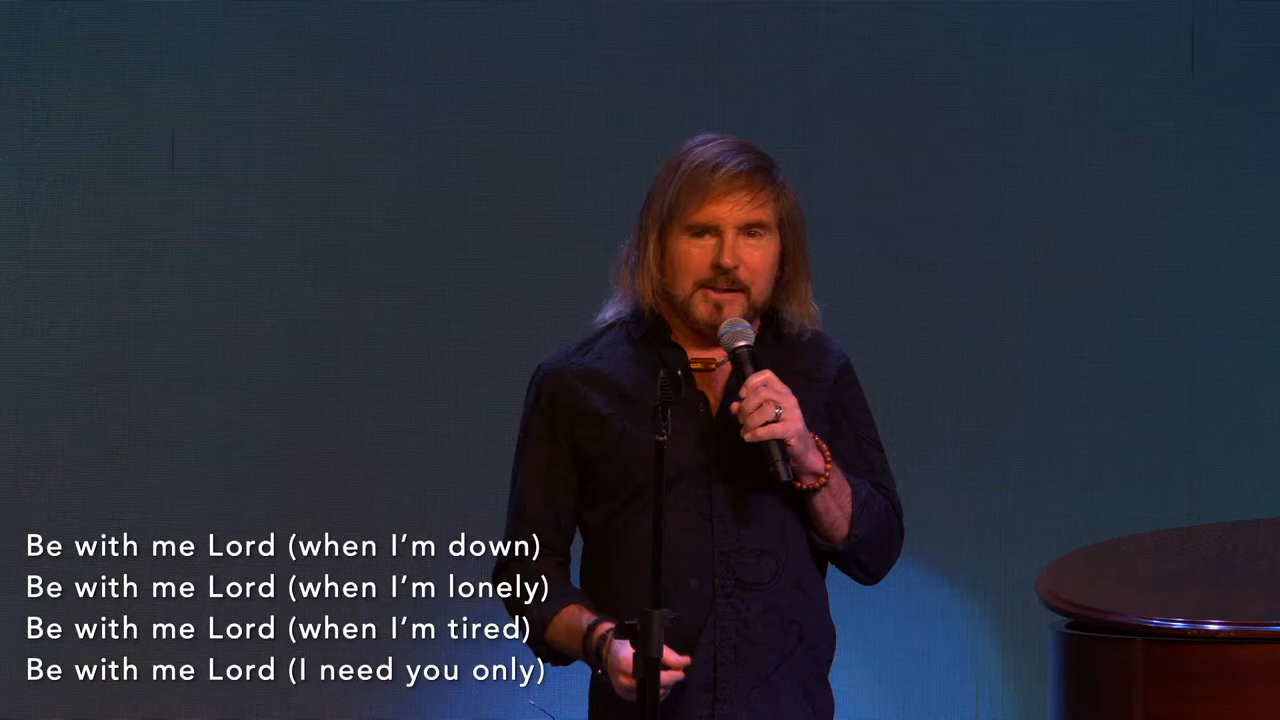 Be with me Lord (when I'm down)
Be with me Lord (when I'm lonely)
Be with me Lord (when I'm tired)
Be with me Lord (I need you only)